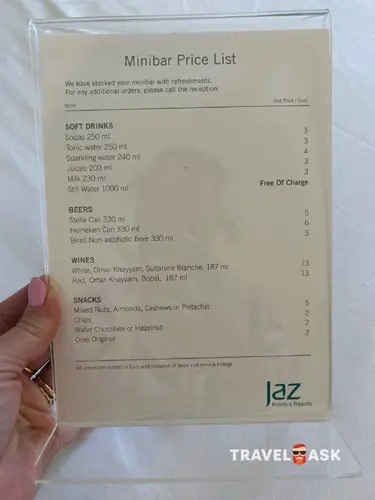 Minibar Price List
We have stocked your minibar with refreshments.
For any additional orders, please call the reception.
Items Unit Price / Euro
SOFT DRINKS
Sodas 250 ml 3
Tonic water 250 ml 3
Sparkling water 240 ml 4
Juices 200 ml 3
Milk 230 ml 3
Still Water 1000 ml Free Of Charge
BEERS
Stella Can 330 ml 5
Heineken Can 330 ml 6
Birell Non-alcoholic Beer 330 ml 3
WINES
White, Omar Khayyam, Sultanine Blanche, 187 ml 13
Red, Omar Khayyam, Bobal, 187 ml 13
SNACKS
Mixed Nuts, Almonds, Cashews or Pistachio 5
Chips 2
Wafer Chocolate or Hazelnut 2
Oreo Original 2
All prices are quoted in Euro and inclusive of taxes and service charge
Jaz
Hotels & Resorts
TRAVEL ASK